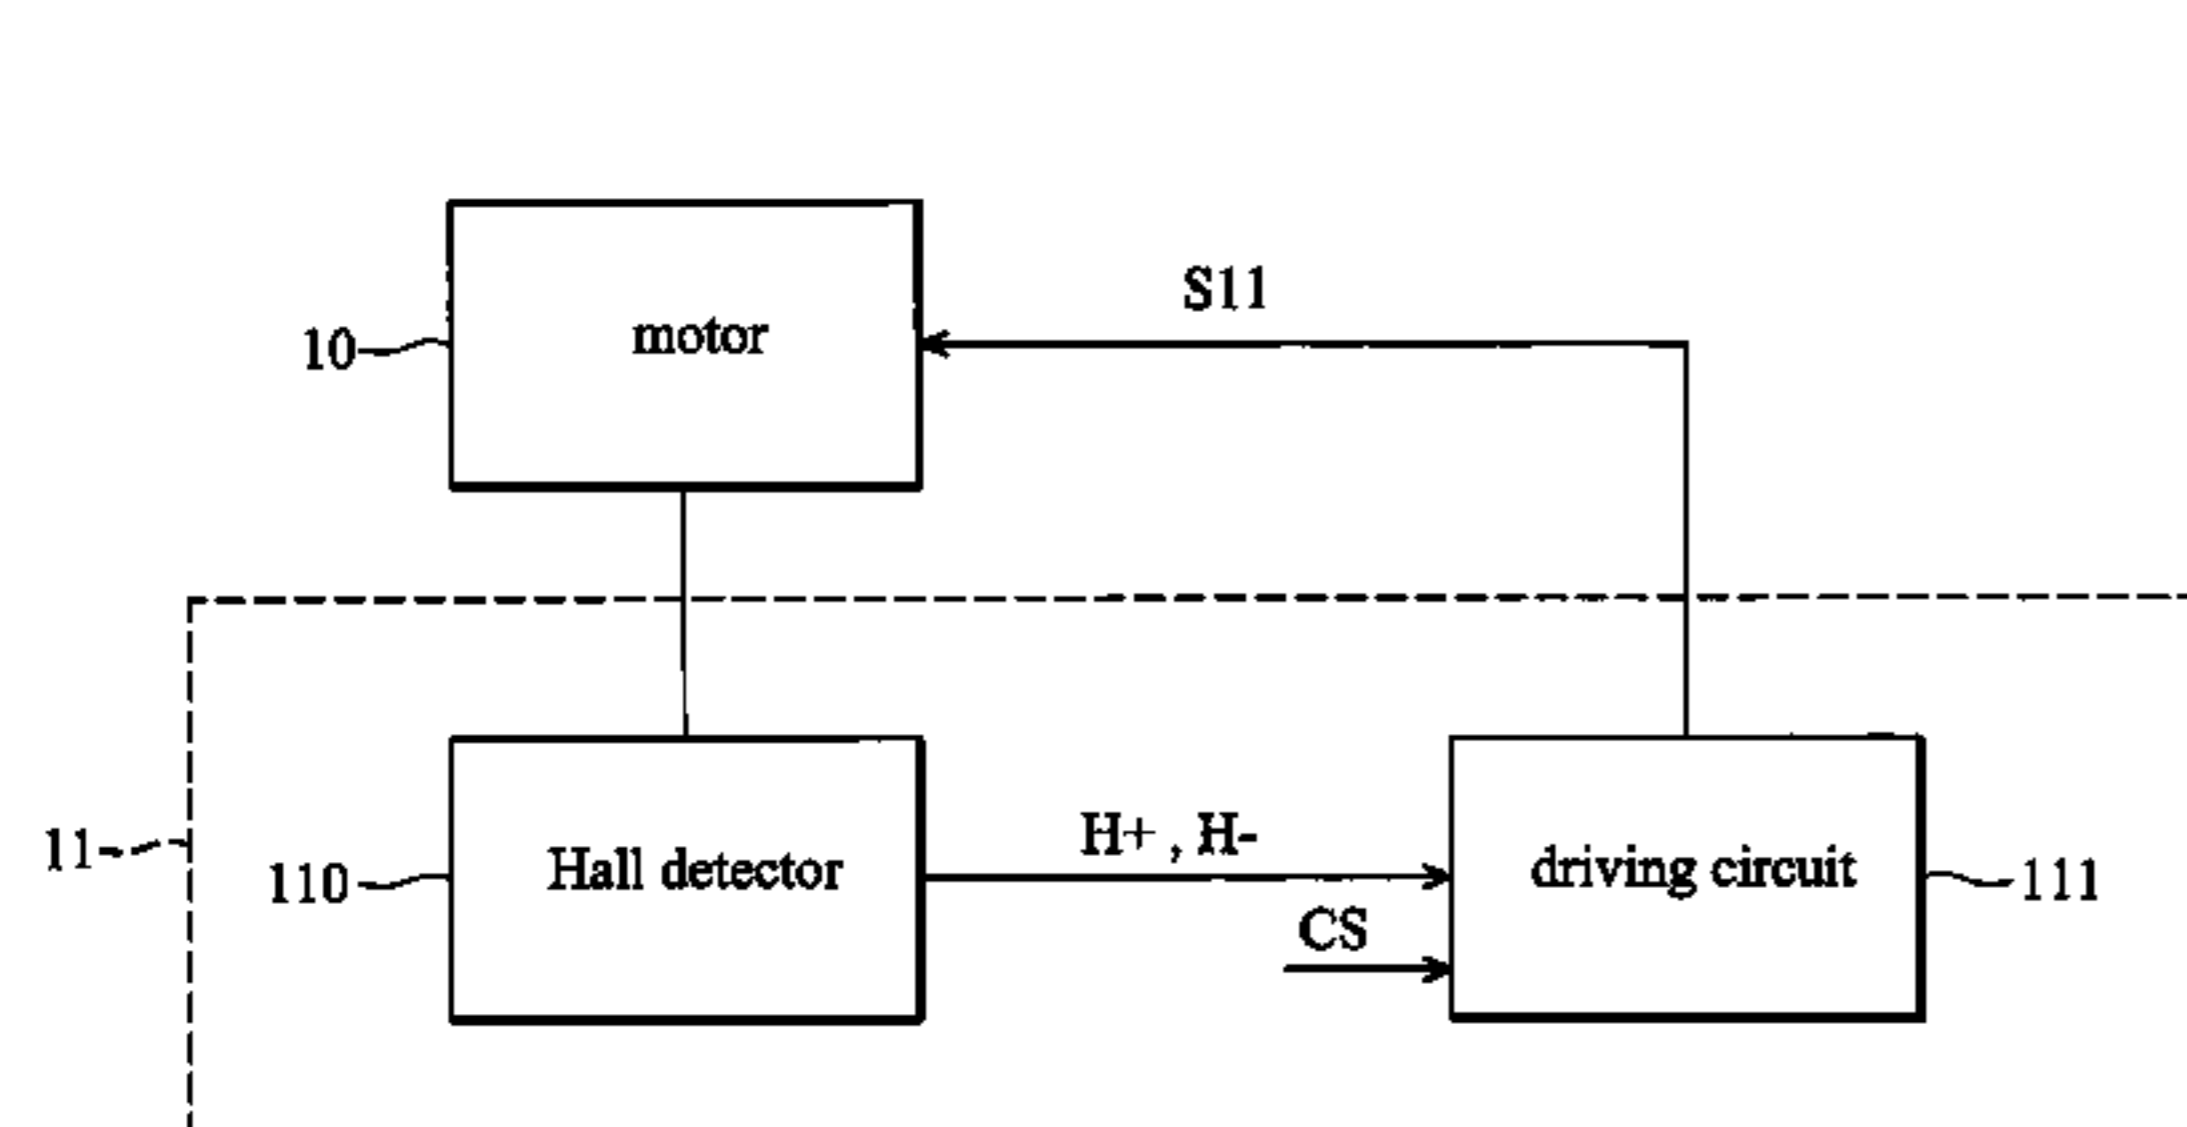 S11
10
motor
H+ , H-
11
110
Hall detector
driving circuit
111
CS